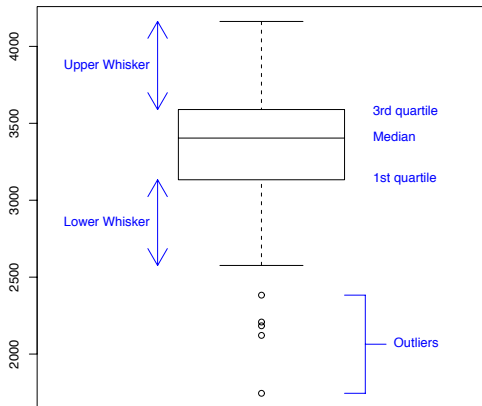 4000
3500
3000
2500
2000
Upper Whisker
Lower Whisker
3rd quartile
Median
1st quartile
Outliers